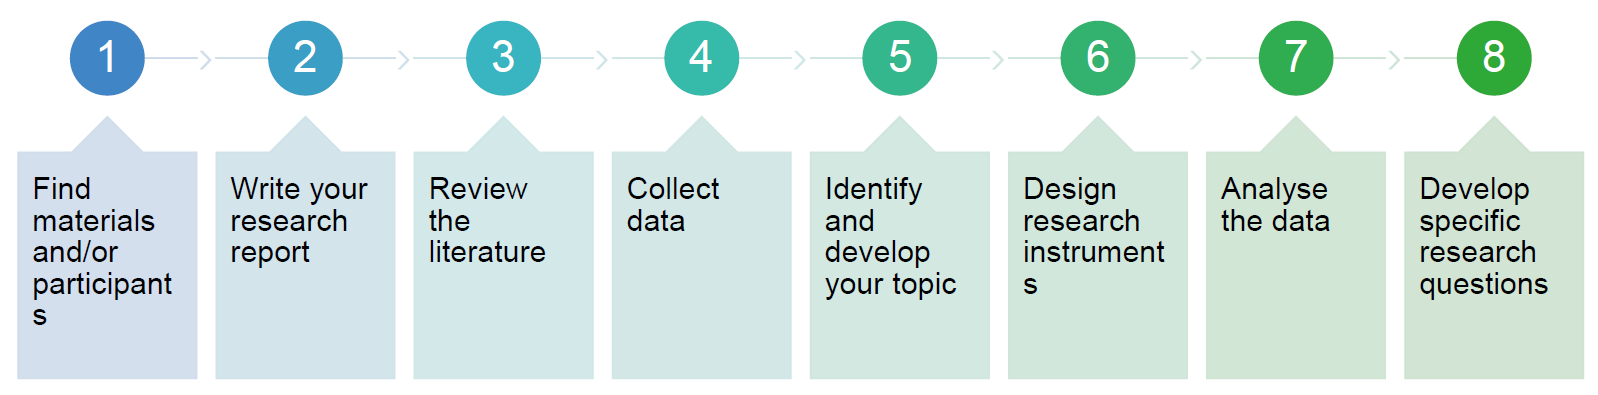 1
2
3
4
5
6
7
8
Find
materials
and/or
participant
s
Write your
research
report
Review
the
literature
Collect
data
Identify
and
develop
your topic
Design
research
instrument
s
Analyse
the data
Develop
specific
research
questions